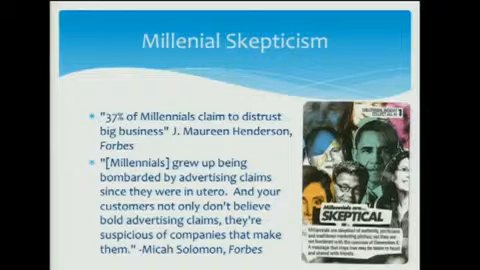 Millenial Skepticism
"37% of Millennials claim to distrust
big business" J. Maureen Henderson,
Forbes
"[Millennials] grew up being
bombarded by advertising claims
since they were in utero. And your
customers not only don't believe
bold advertising claims, they're
suspicious of companies that make
them." -Micah Solomon, Forbes
1
Millennials are...
SKEPTICAL